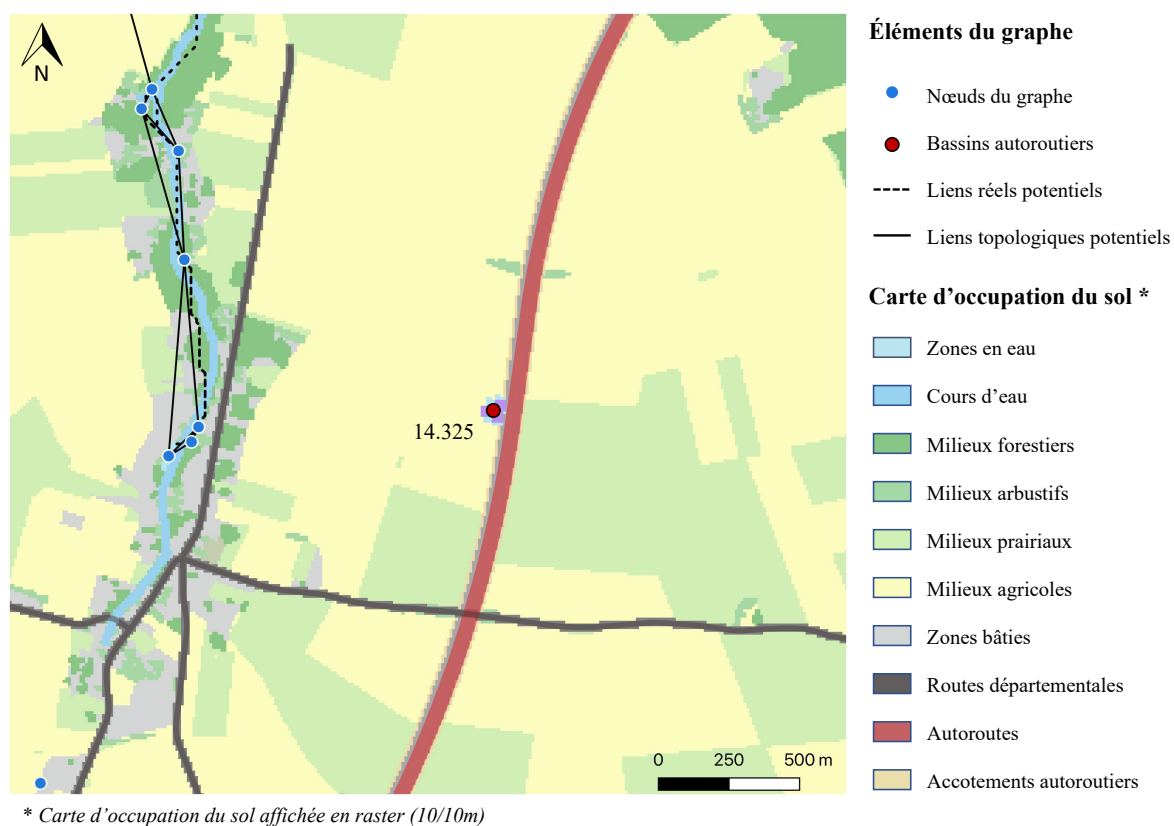 N
14.325
0 250 500 m
* Carte d’occupation du sol affichée en raster (10/10m)
Éléments du graphe
Nœuds du graphe
Bassins autoroutiers
Liens réels potentiels
Liens topologiques potentiels
Carte d’occupation du sol *
Zones en eau
Cours d’eau
Milieux forestiers
Milieux arbustifs
Milieux prairiaux
Milieux agricoles
Zones bâties
Routes départementales
Autoroutes
Accotements autoroutiers